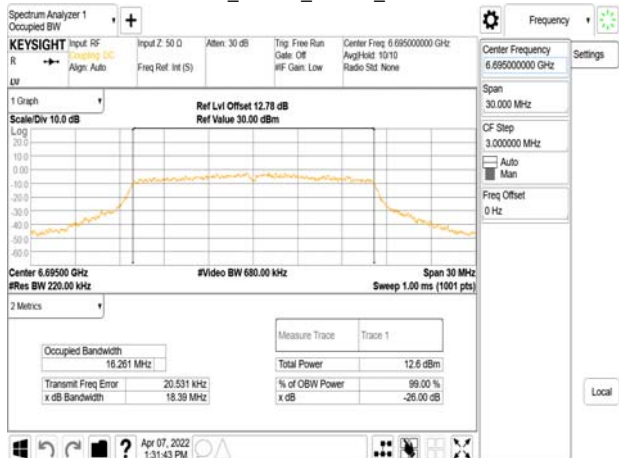 Spectrum Analyzer 1
Occupied BW
Frequency
KEYSIGHT
Input: RF
Coupling: DC
Align: Auto
Input Z: 50 Ω
Freq Ref: Int (S)
Atten: 30 dB
Trig: Free Run
Gate: Off
#IF Gain: Low
Center Freq: 6.695000000 GHz
Avg|Hold: 10/10
Radio Std: None
R
LXI
1 Graph
Scale/Div 10.0 dB
Ref Lvl Offset 12.78 dB
Ref Value 30.00 dBm
Log
20.0
10.0
0.00
-10.0
-20.0
-30.0
-40.0
-50.0
-60.0
Center 6.69500 GHz
#Res BW 220.00 kHz
#Video BW 680.00 kHz
Span 30 MHz
Sweep 1.00 ms (1001 pts)
2 Metrics
Measure Trace
Trace 1
Occupied Bandwidth
16.261 MHz
Total Power
12.6 dBm
Transmit Freq Error
20.531 kHz
% of OBW Power
99.00 %
x dB Bandwidth
18.39 MHz
x dB
-26.00 dB
Apr 07, 2022
1:31:43 PM
Center Frequency
6.695000000 GHz
Settings
Span
30.000 MHz
CF Step
3.000000 MHz
Auto
Man
Freq Offset
0 Hz
Local